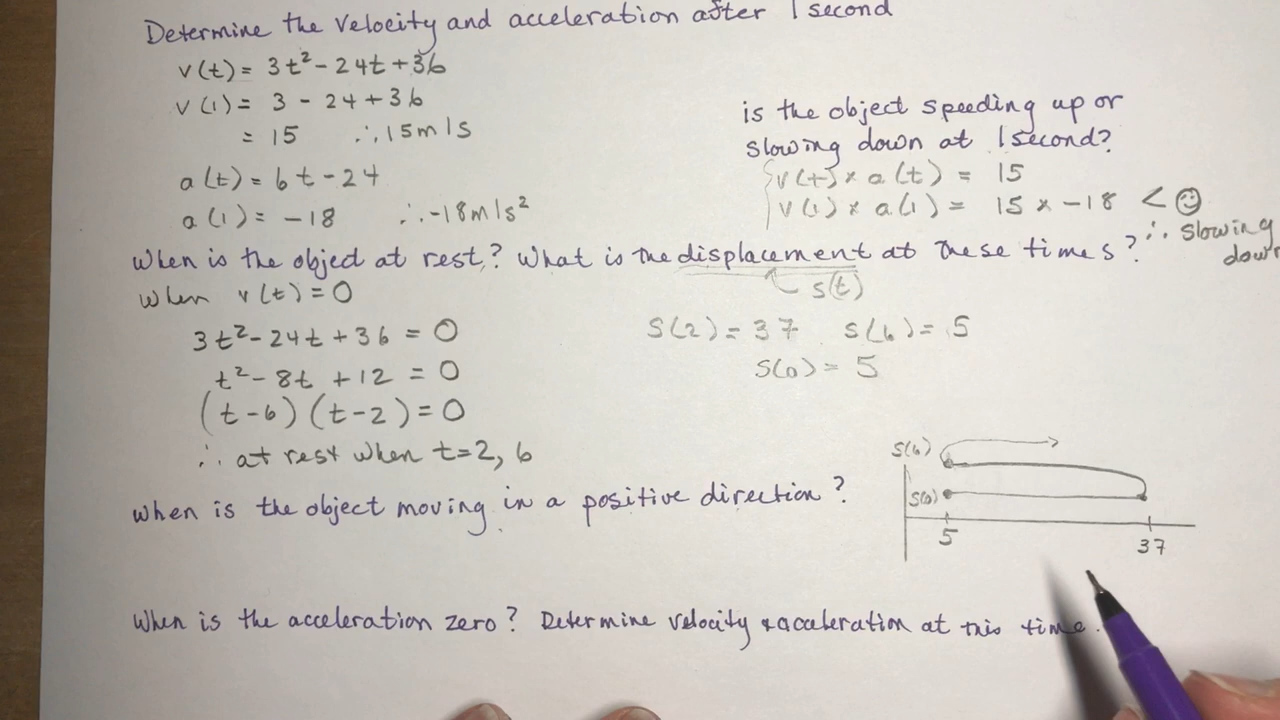 Determine the velocity and acceleration after 1 second
v(t) = 3t² - 24t + 36
v(1) = 3 - 24 + 36
= 15 ∴ 15m/s
a(t) = 6t - 24
a(1) = -18 ∴ -18m/s²
is the object speeding up or
slowing down at 1 second?
v(t) × a(t) = 15
v(1) × a(1) = 15 × -18 < ☺
∴ slowing
down
When is the object at rest? What is the displacement at these times?
when v(t) = 0
s(t)
3t² - 24t + 36 = 0
t² - 8t + 12 = 0
(t-6)(t-2) = 0
∴ at rest when t=2, 6
s(2) = 37 s(6) = 5
s(0) = 5
When is the object moving in a positive direction?
s(6)
s(0)
5
37
When is the acceleration zero? Determine velocity & acceleration at this time.